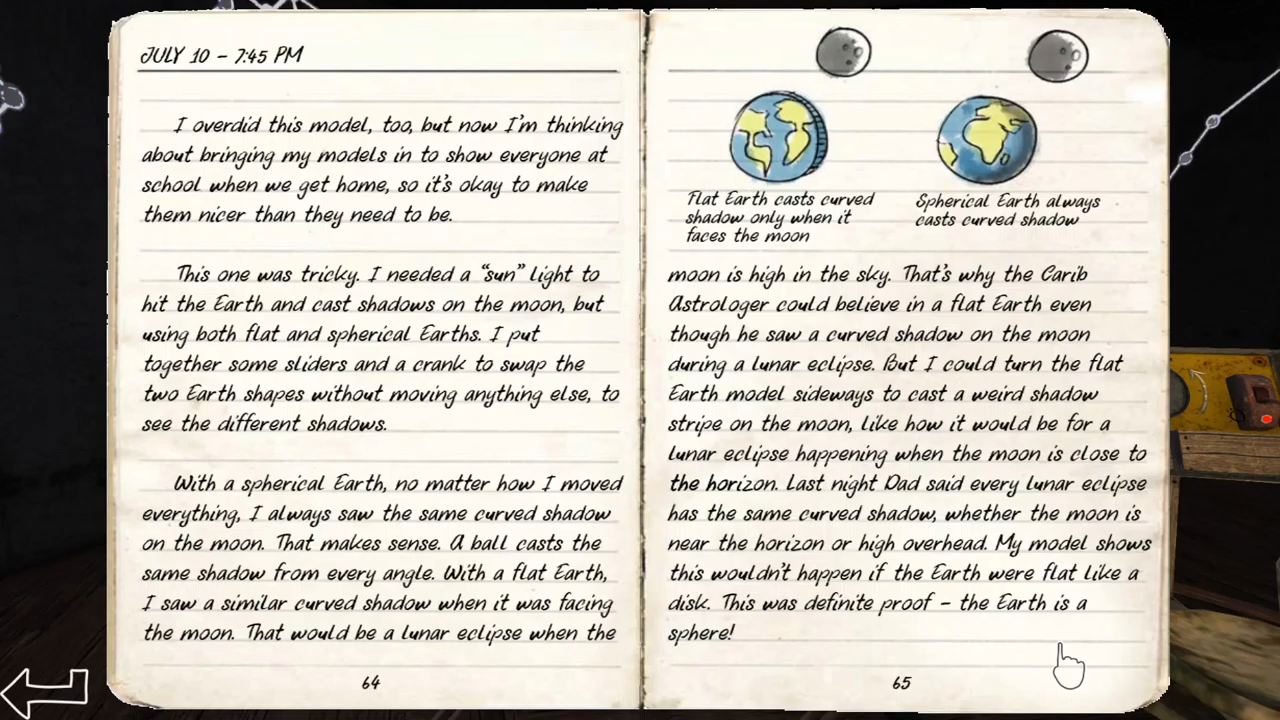 JULY 10 - 7:45 PM
I overdid this model, too, but now I'm thinking
about bringing my models in to show everyone at
school when we get home, so it's okay to make
them nicer than they need to be.
This one was tricky. I needed a "sun" light to
hit the Earth and cast shadows on the moon, but
using both flat and spherical Earths. I put
together some sliders and a crank to swap the
two Earth shapes without moving anything else, to
see the different shadows.
With a spherical Earth, no matter how I moved
everything, I always saw the same curved shadow
on the moon. That makes sense. A ball casts the
same shadow from every angle. With a flat Earth,
I saw a similar curved shadow when it was facing
the moon. That would be a lunar eclipse when the
64
Flat Earth casts curved
shadow only when it
faces the moon
Spherical Earth always
casts curved shadow
moon is high in the sky. That's why the Carib
Astrologer could believe in a flat Earth even
though he saw a curved shadow on the moon
during a lunar eclipse. But I could turn the flat
Earth model sideways to cast a weird shadow
stripe on the moon, like how it would be for a
lunar eclipse happening when the moon is close to
the horizon. Last night Dad said every lunar eclipse
has the same curved shadow, whether the moon is
near the horizon or high overhead. My model shows
this wouldn't happen if the Earth were flat like a
disk. This was definite proof - the Earth is a
sphere!
65